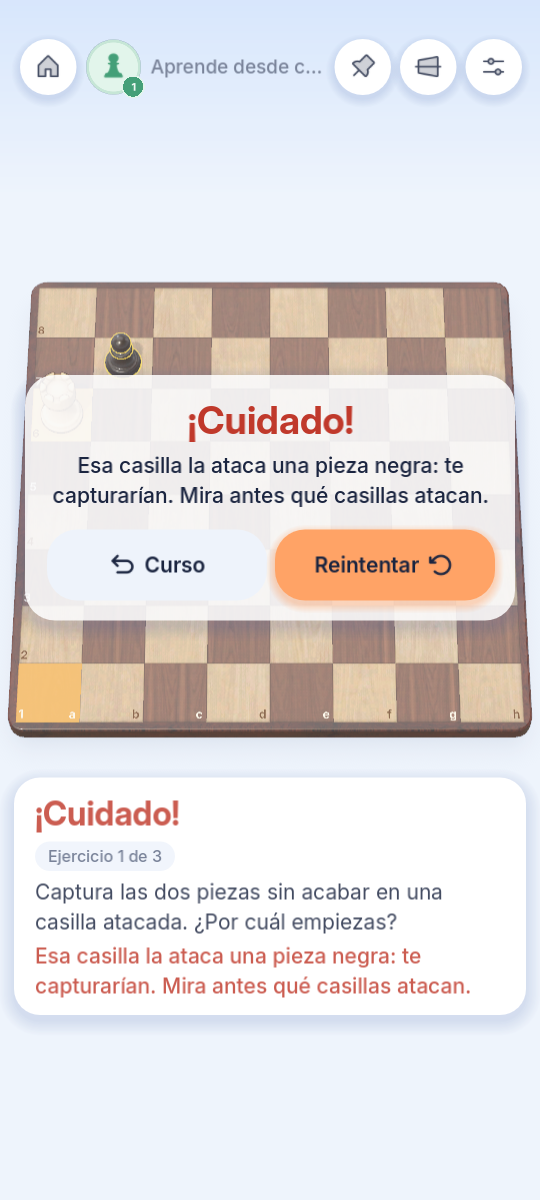 Aprende desde c...
1
8
¡Cuidado!
Esa casilla la ataca una pieza negra: te
capturarían. Mira antes qué casillas atacan.
Curso
Reintentar
2
1 a b c d e f g h
¡Cuidado!
Ejercicio 1 de 3
Captura las dos piezas sin acabar en una
casilla atacada. ¿Por cuál empiezas?
Esa casilla la ataca una pieza negra: te
capturarían. Mira antes qué casillas atacan.